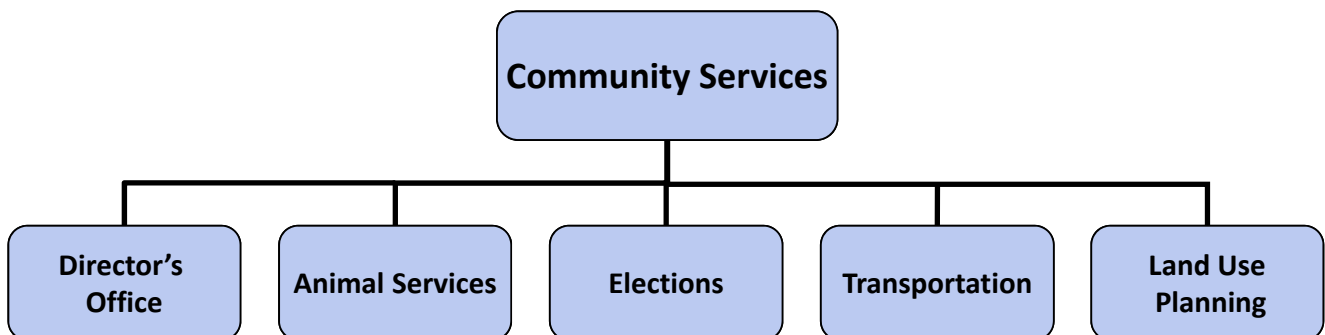 Community Services
Director’s
Office
Animal Services
Elections
Transportation
Land Use
Planning